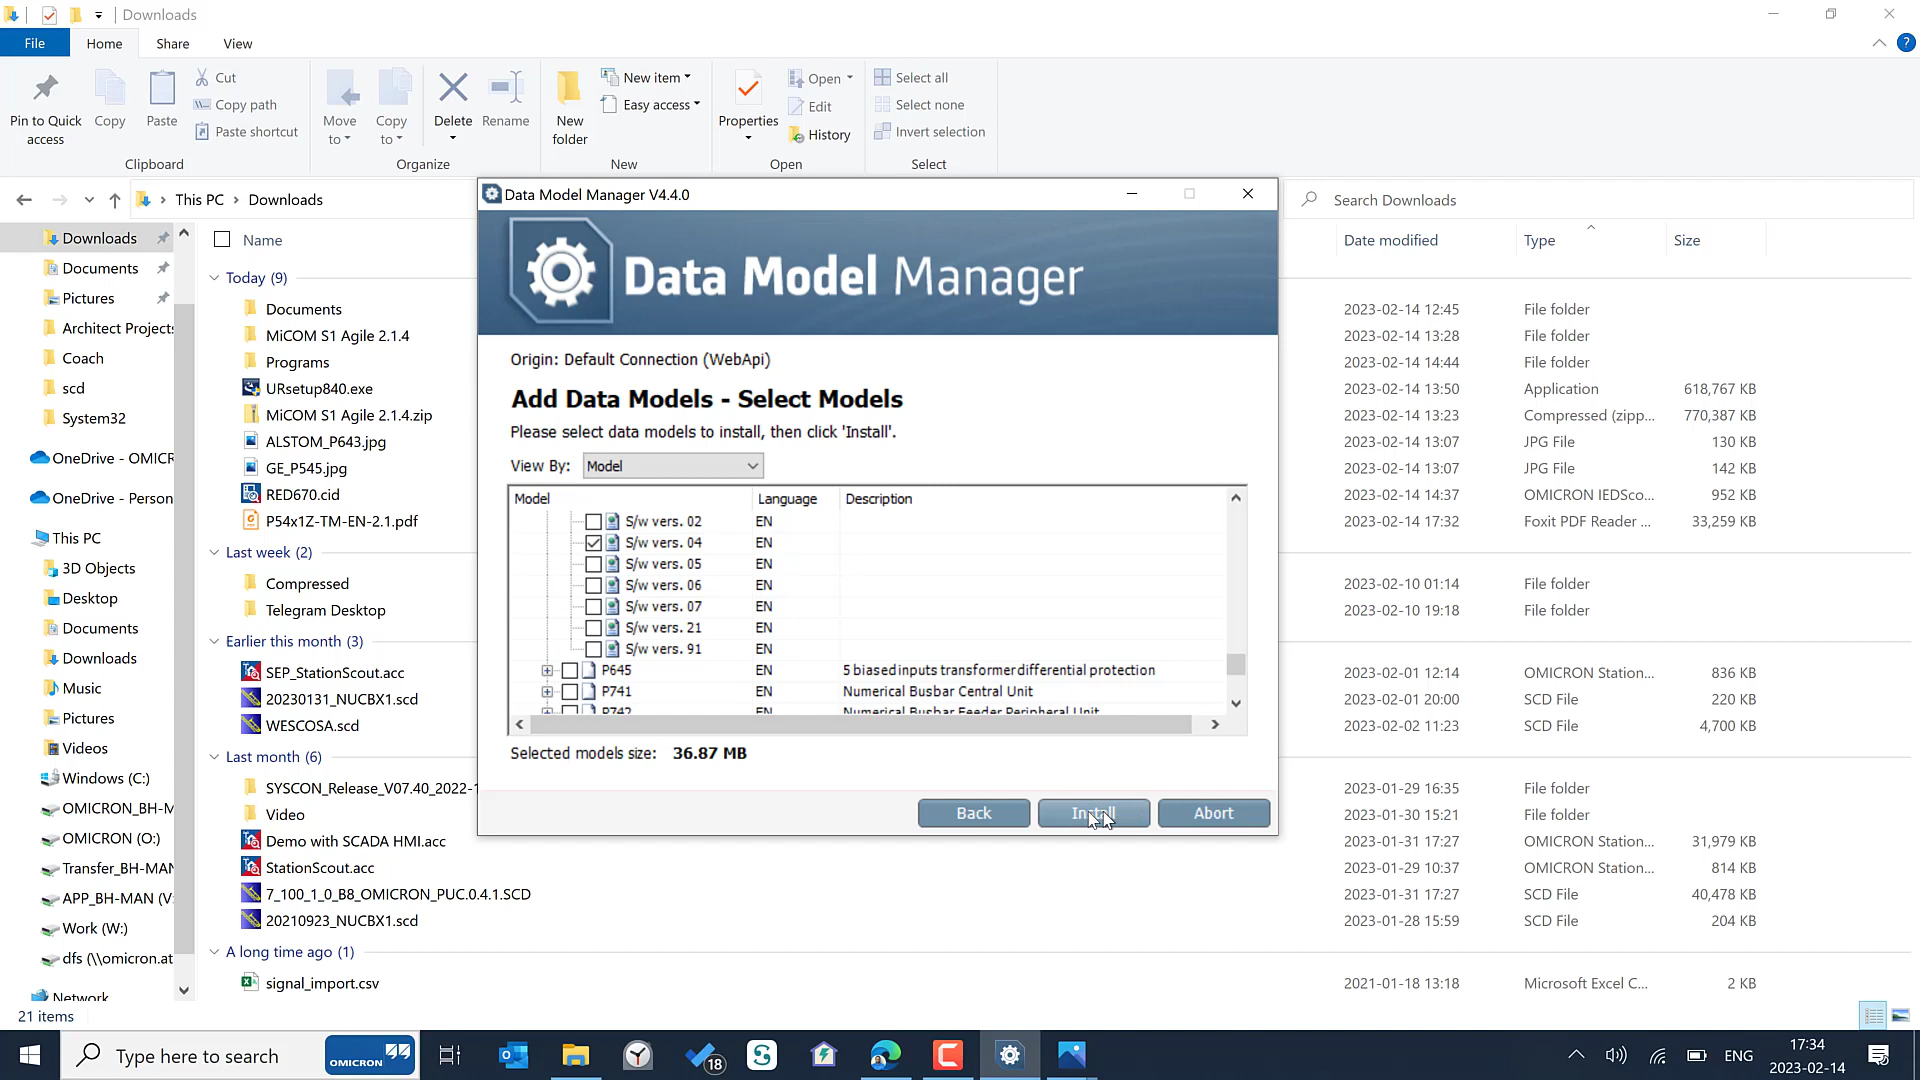 Downloads
File Home Share View
Pin to Quick access
Copy
Paste
Cut
Copy path
Paste shortcut
Clipboard
Move to
Copy to
Delete
Rename
Organize
New folder
New item
Easy access
New
Properties
Open
Edit
History
Open
Select all
Select none
Invert selection
Select
This PC > Downloads
Search Downloads
Downloads
Documents
Pictures
Architect Projects
Coach
scd
System32
OneDrive - OMICR
OneDrive - Person
This PC
3D Objects
Desktop
Documents
Downloads
Music
Pictures
Videos
Windows (C:)
OMICRON_BH-M
OMICRON (O:)
Transfer_BH-MAN
APP_BH-MAN (V:
Work (W:)
dfs (\\omicron.at
Network
21 items
Name Date modified Type Size
Today (9)
Documents 2023-02-14 12:45 File folder
MiCOM S1 Agile 2.1.4 2023-02-14 13:28 File folder
Programs 2023-02-14 14:44 File folder
URsetup840.exe 2023-02-14 13:50 Application 618,767 KB
MiCOM S1 Agile 2.1.4.zip 2023-02-14 13:23 Compressed (zipp... 770,387 KB
ALSTOM_P643.jpg 2023-02-14 13:07 JPG File 130 KB
GE_P545.jpg 2023-02-14 13:07 JPG File 142 KB
RED670.cid 2023-02-14 14:37 OMICRON IEDSco... 952 KB
P54x1Z-TM-EN-2.1.pdf 2023-02-14 17:32 Foxit PDF Reader ... 33,259 KB
Last week (2)
Compressed 2023-02-10 01:14 File folder
Telegram Desktop 2023-02-10 19:18 File folder
Earlier this month (3)
SEP_StationScout.acc 2023-02-01 12:14 OMICRON Station... 836 KB
20230131_NUCBX1.scd 2023-02-01 20:00 SCD File 220 KB
WESCOSA.scd 2023-02-02 11:23 SCD File 4,700 KB
Last month (6)
SYSCON_Release_V07.40_2022-1 2023-01-29 16:35 File folder
Video 2023-01-30 15:21 File folder
Demo with SCADA HMI.acc 2023-01-31 17:27 OMICRON Station... 31,979 KB
StationScout.acc 2023-01-29 10:37 OMICRON Station... 814 KB
7_100_1_0_B8_OMICRON_PUC.0.4.1.SCD 2023-01-31 17:27 SCD File 40,478 KB
20210923_NUCBX1.scd 2023-01-28 15:59 SCD File 204 KB
A long time ago (1)
signal_import.csv 2021-01-18 13:18 Microsoft Excel C... 2 KB
Data Model Manager V4.4.0
Data Model Manager
Origin: Default Connection (WebApi)
Add Data Models - Select Models
Please select data models to install, then click 'Install'.
View By: Model
Model Language Description
S/w vers. 02 EN
S/w vers. 04 EN
S/w vers. 05 EN
S/w vers. 06 EN
S/w vers. 07 EN
S/w vers. 21 EN
S/w vers. 91 EN
P645 EN 5 biased inputs transformer differential protection
P741 EN Numerical Busbar Central Unit
P742 EN Numerical Busbar Feeder Peripheral Unit
Selected models size: 36.87 MB
Back Install Abort
Type here to search
OMICRON
18
ENG
17:34
2023-02-14